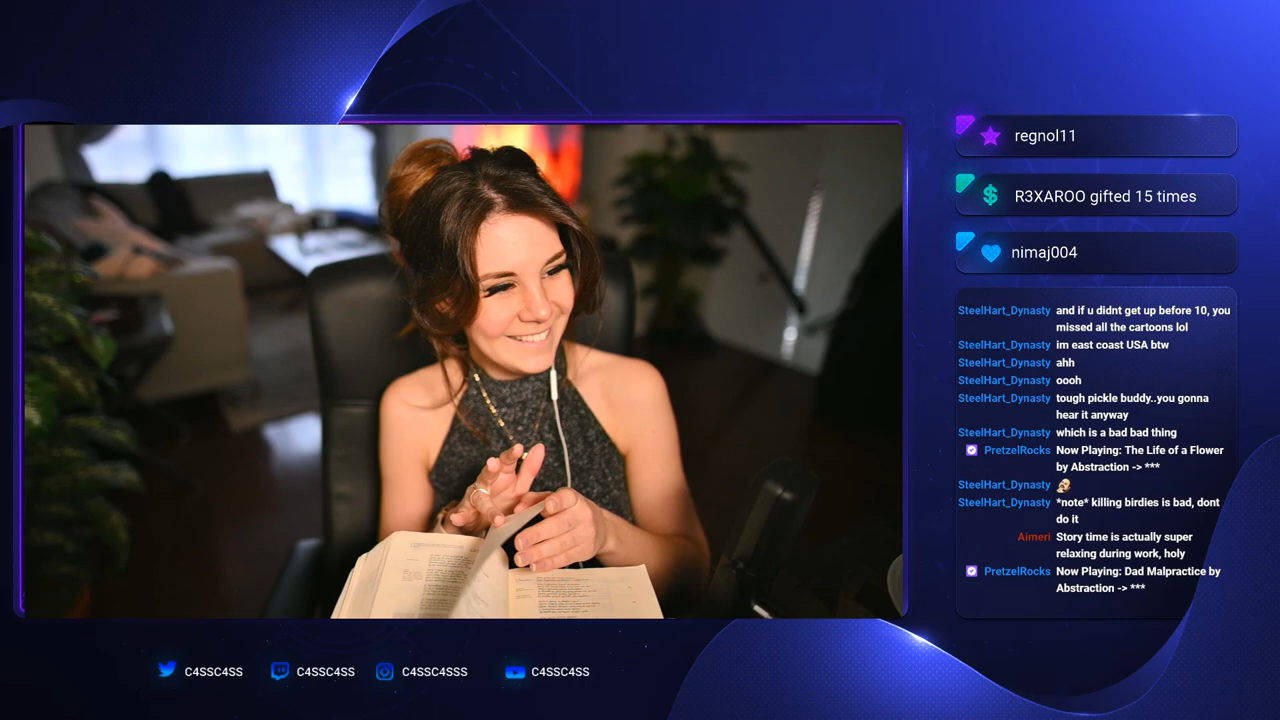 regnol11
R3XAROO gifted 15 times
nimaj004
SteelHart_Dynasty and if u didnt get up before 10, you
missed all the cartoons lol
SteelHart_Dynasty im east coast USA btw
SteelHart_Dynasty ahh
SteelHart_Dynasty oooh
SteelHart_Dynasty tough pickle buddy..you gonna
hear it anyway
SteelHart_Dynasty which is a bad bad thing
PretzelRocks Now Playing: The Life of a Flower
by Abstraction -> ***
SteelHart_Dynasty
SteelHart_Dynasty *note* killing birdies is bad, dont
do it
Aimeri Story time is actually super
relaxing during work, holy
PretzelRocks Now Playing: Dad Malpractice by
Abstraction -> ***
C4SSC4SS C4SSC4SS C4SSC4SSS C4SSC4SS